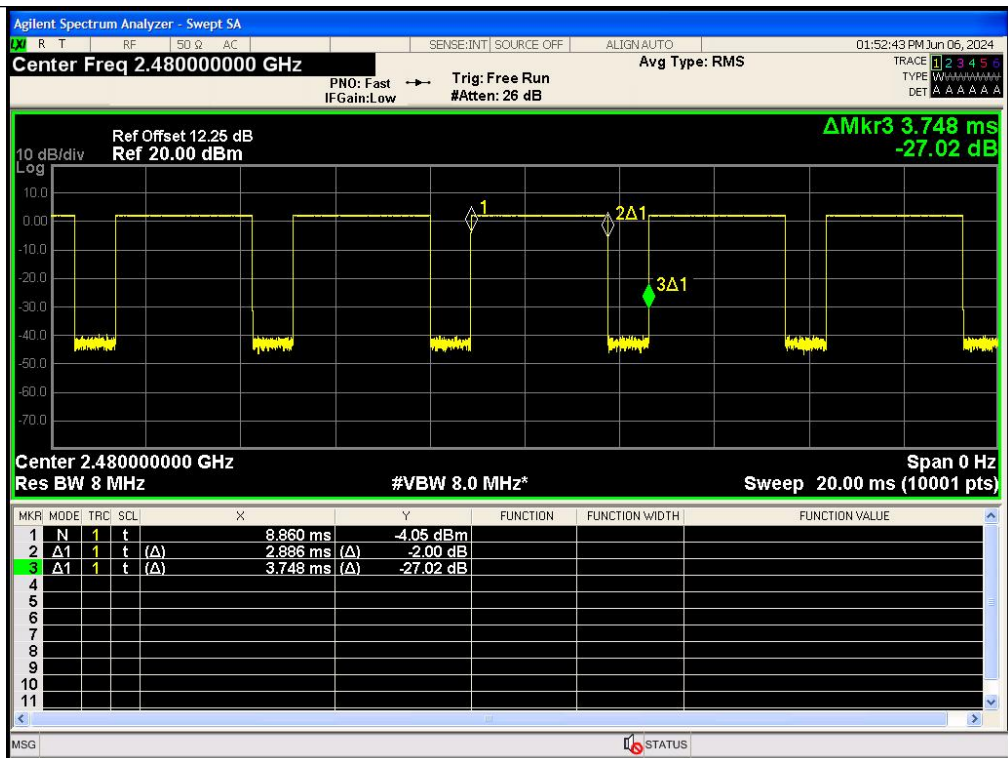 Agilent Spectrum Analyzer - Swept SA
LXI R T RF 50 Ω AC SENSE:INT SOURCE OFF ALIGN AUTO 01:52:43 PM Jun 06, 2024
Center Freq 2.480000000 GHz
PNO: Fast
IFGain:Low
Trig: Free Run
#Atten: 26 dB
Avg Type: RMS
TRACE 1 2 3 4 5 6
TYPE W
DET A A A A A A
ΔMkr3 3.748 ms
-27.02 dB
Ref Offset 12.25 dB
10 dB/div Ref 20.00 dBm
Log
10.0
0.00
-10.0
-20.0
-30.0
-40.0
-50.0
-60.0
-70.0
1
2Δ1
3Δ1
Center 2.480000000 GHz Span 0 Hz
Res BW 8 MHz #VBW 8.0 MHz* Sweep 20.00 ms (10001 pts)
MKR MODE TRC SCL X Y FUNCTION FUNCTION WIDTH FUNCTION VALUE
1 N 1 t 8.860 ms -4.05 dBm
2 Δ1 1 t (Δ) 2.886 ms (Δ) -2.00 dB
3 Δ1 1 t (Δ) 3.748 ms (Δ) -27.02 dB
4
5
6
7
8
9
10
11
MSG STATUS